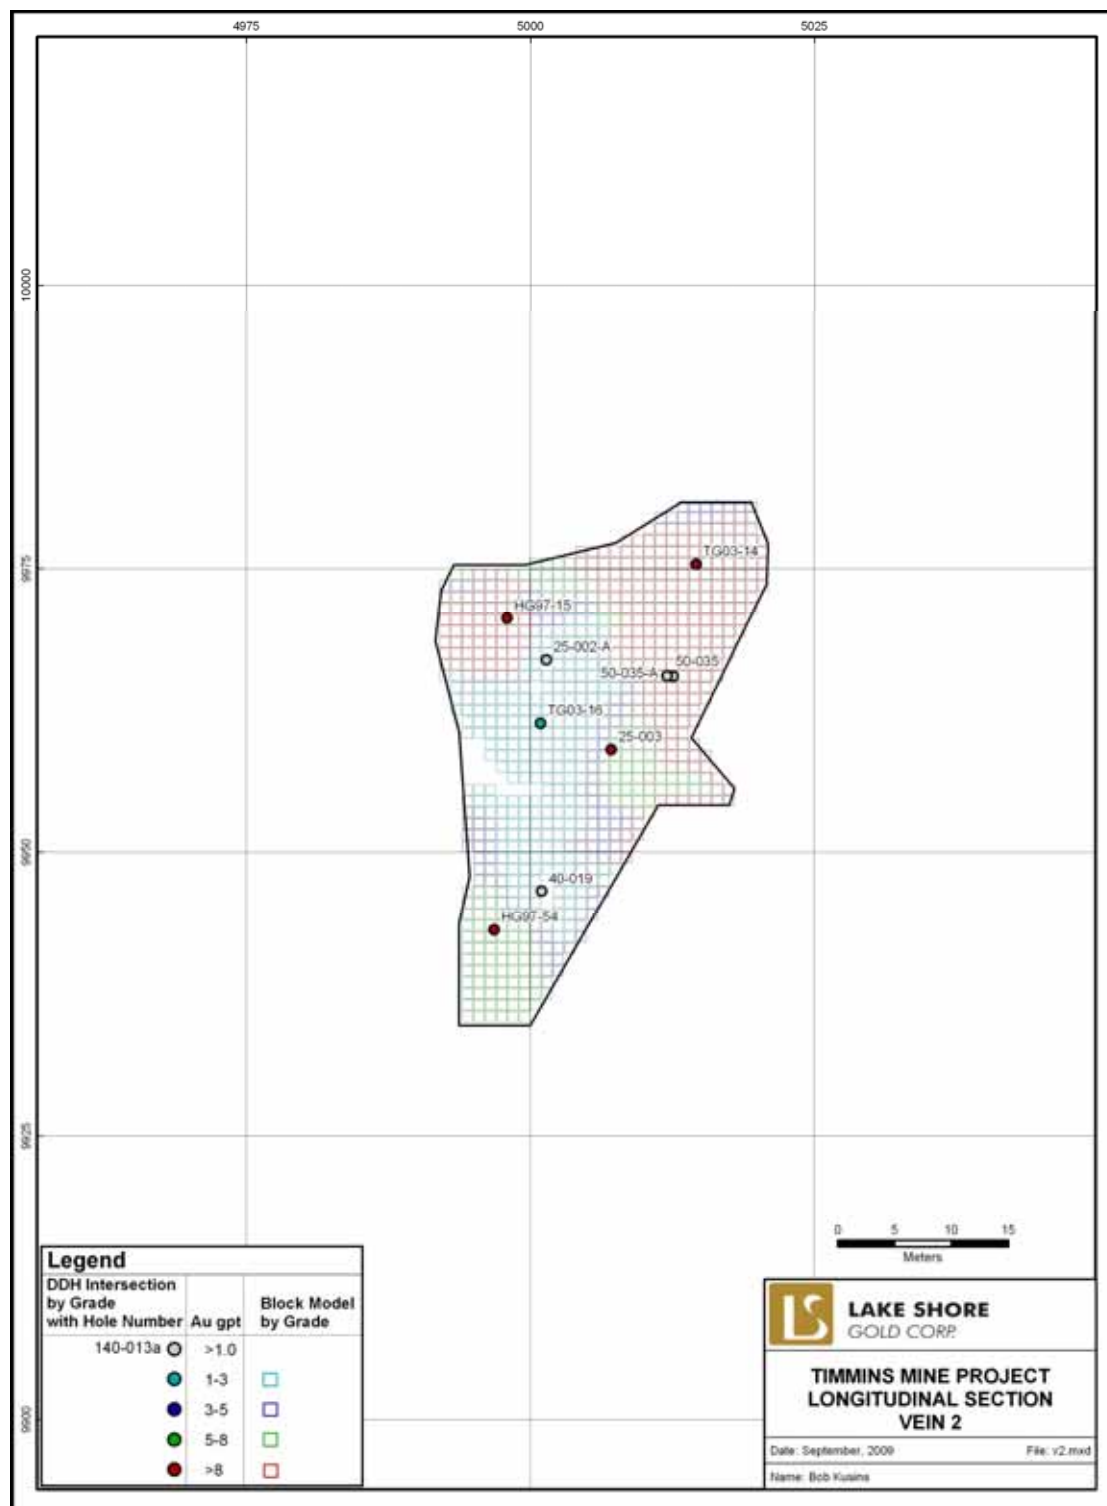 4975
5000
5025
10000
9975
9950
9925
9900
TG03-14
HG97-15
25-002-A
50-035
50-035-A
TG03-16
25-003
40-019
HG97-54
0 5 10 15
Meters
Legend
DDH Intersection
by Grade
with Hole Number
Au gpt
Block Model
by Grade
140-013a >1.0
1-3
3-5
5-8
>8
LS
LAKE SHORE
GOLD CORP.
TIMMINS MINE PROJECT
LONGITUDINAL SECTION
VEIN 2
Date: September, 2009 File: v2.mxd
Name: Bob Kusins